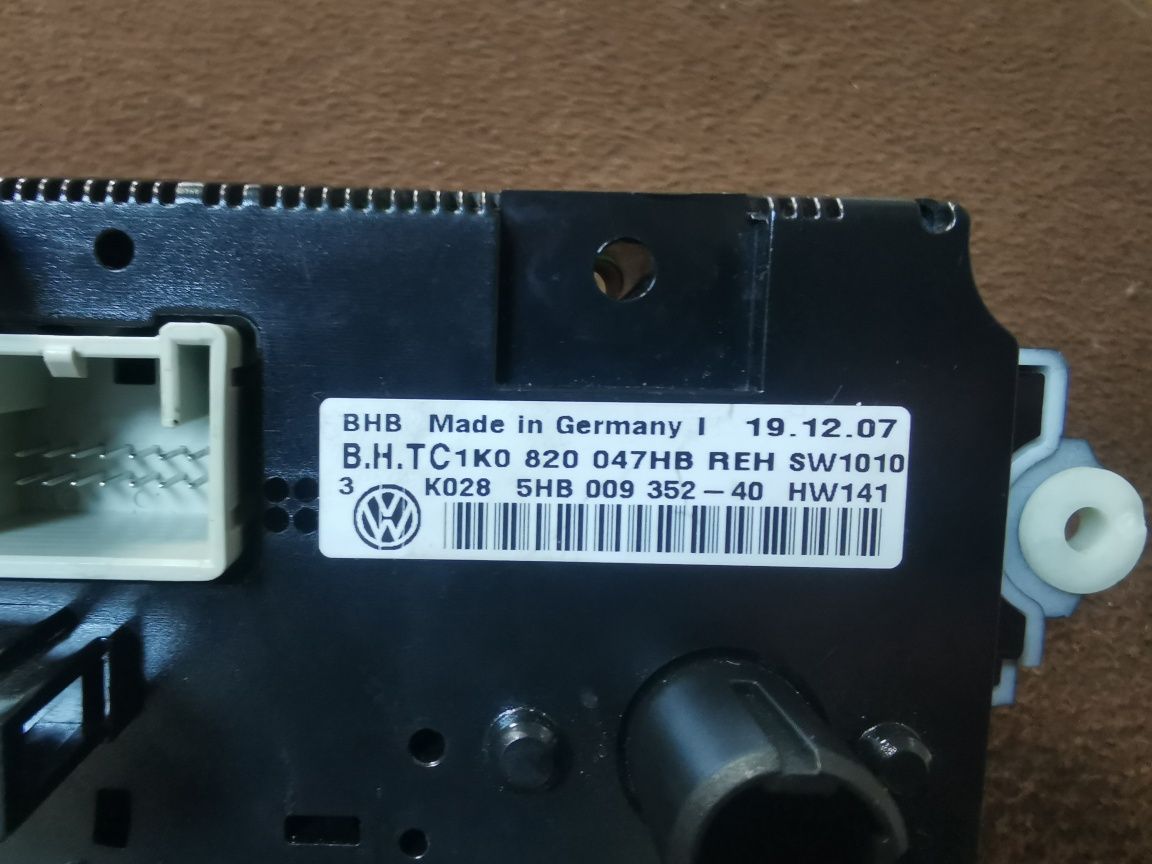 BHB Made in Germany I 19.12.07
B.H.TC1K0 820 047HB REH SW1010
3 K028 5HB 009 352-40 HW141